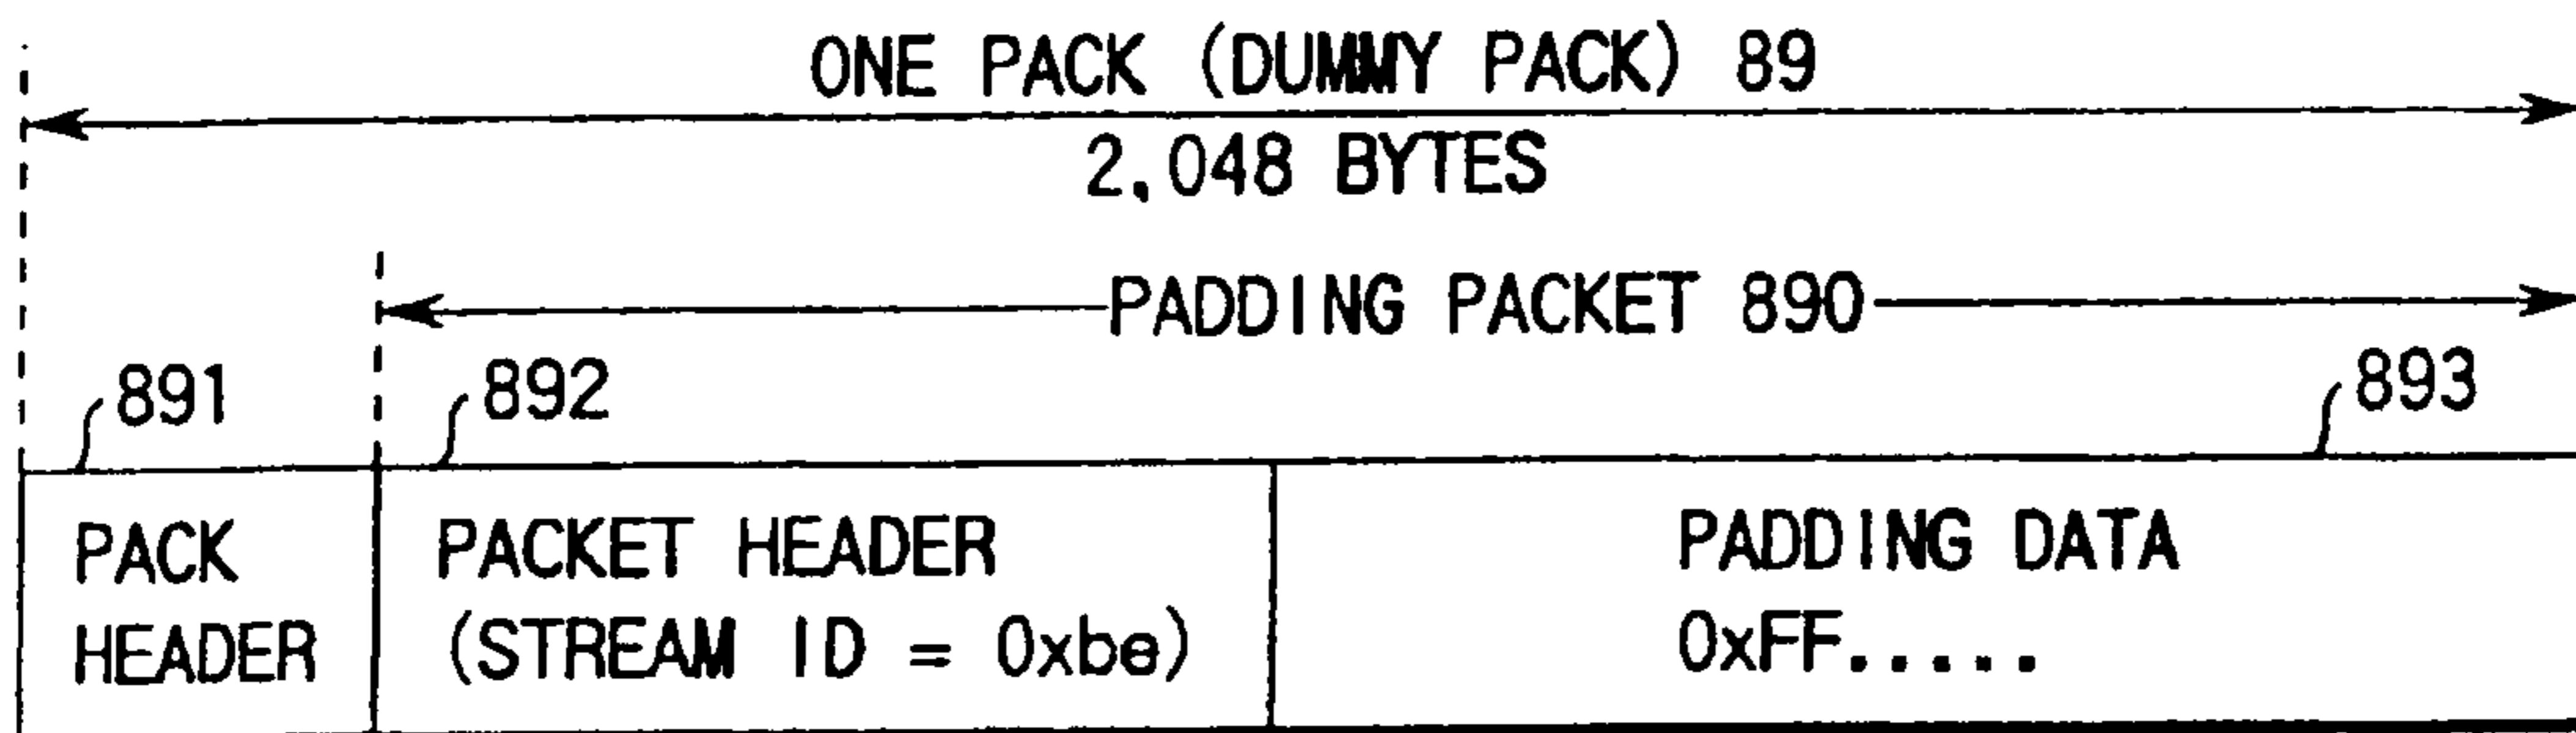 ONE PACK (DUMMY PACK) 89
2,048 BYTES
PADDING PACKET 890
891
892
893
PACK
HEADER
PACKET HEADER
(STREAM ID = 0xbe)
PADDING DATA
0xFF.....